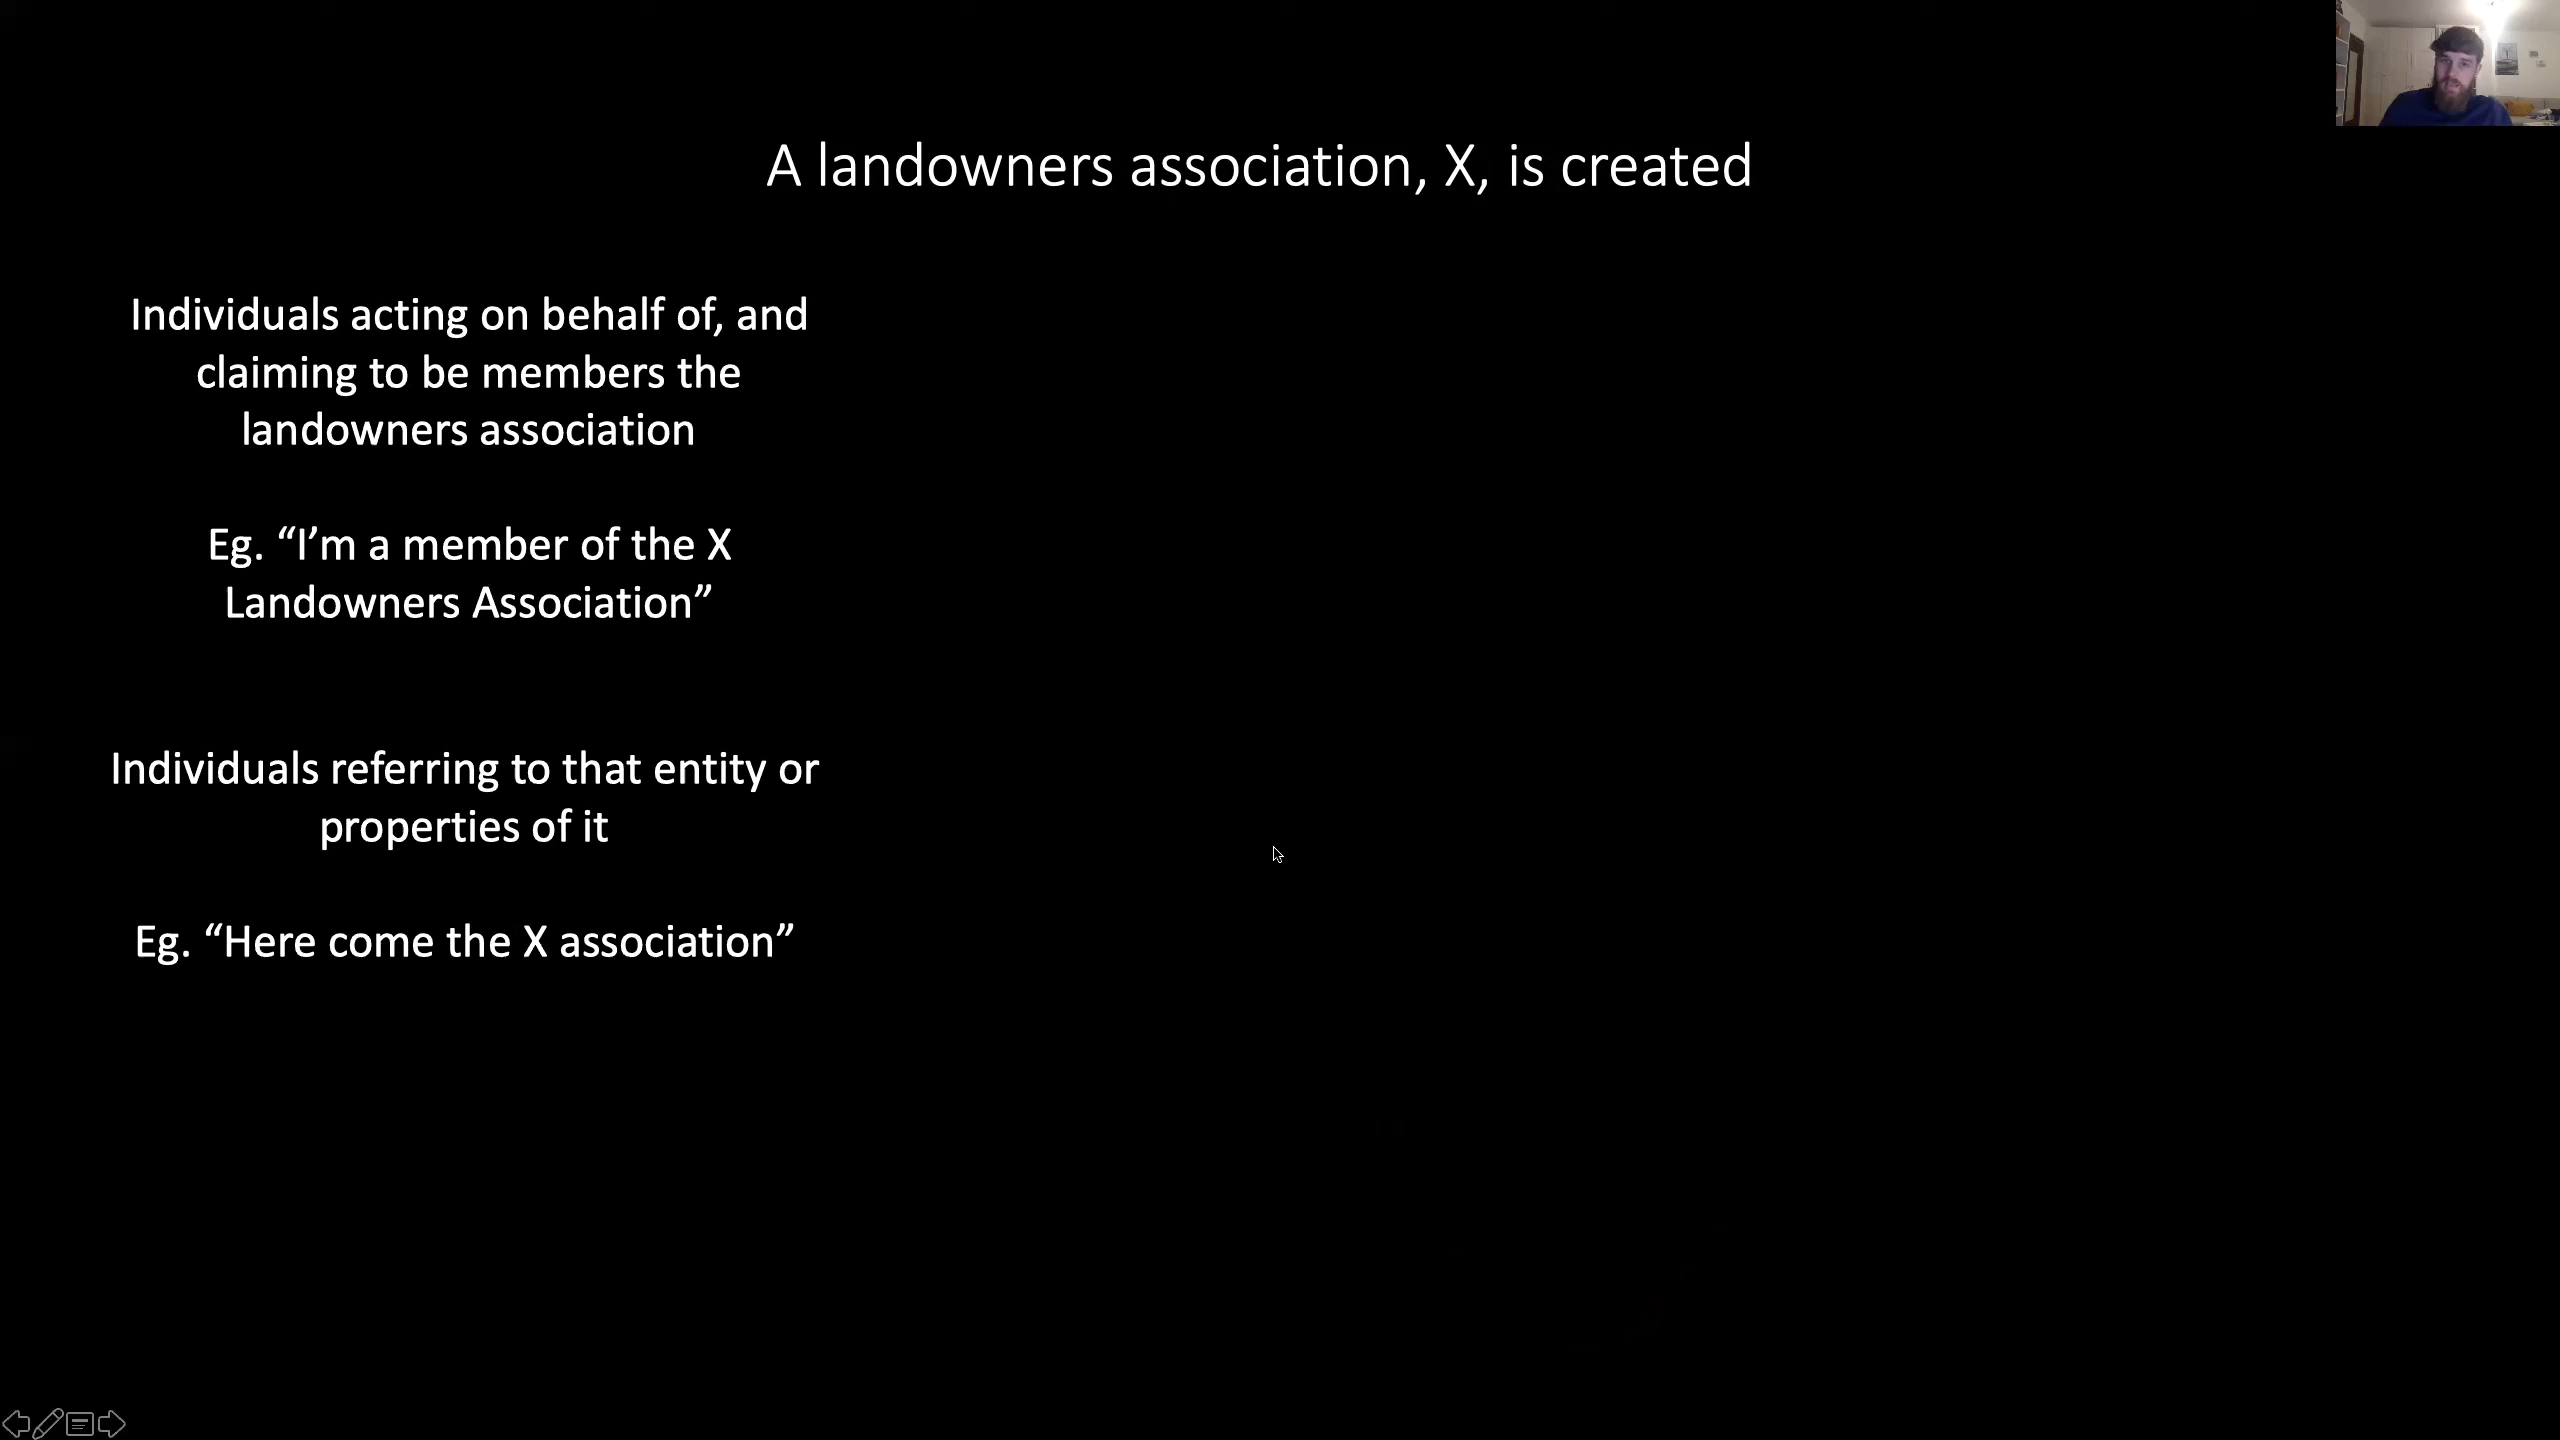 A landowners association, X, is created
Individuals acting on behalf of, and
claiming to be members the
landowners association
Eg. “I’m a member of the X
Landowners Association”
Individuals referring to that entity or
properties of it
Eg. “Here come the X association”